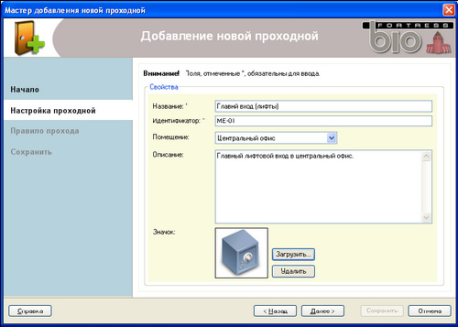 Мастер добавления новой проходной
Добавление новой проходной
FORTRESS
bio
Внимание! Поля, отмеченные *, обязательны для ввода.
Начало
Настройка проходной
Правила прохода
Сохранить
Свойства
Название: *
Главий вход (лифты)
Идентификатор: *
ME-01
Помещение:
Центральный офис
Описание:
Главный лифтовой вход в центральный офис.
Значок:
Загрузить...
Удалить
Справка
< Назад
Далее >
Сохранить
Отмена